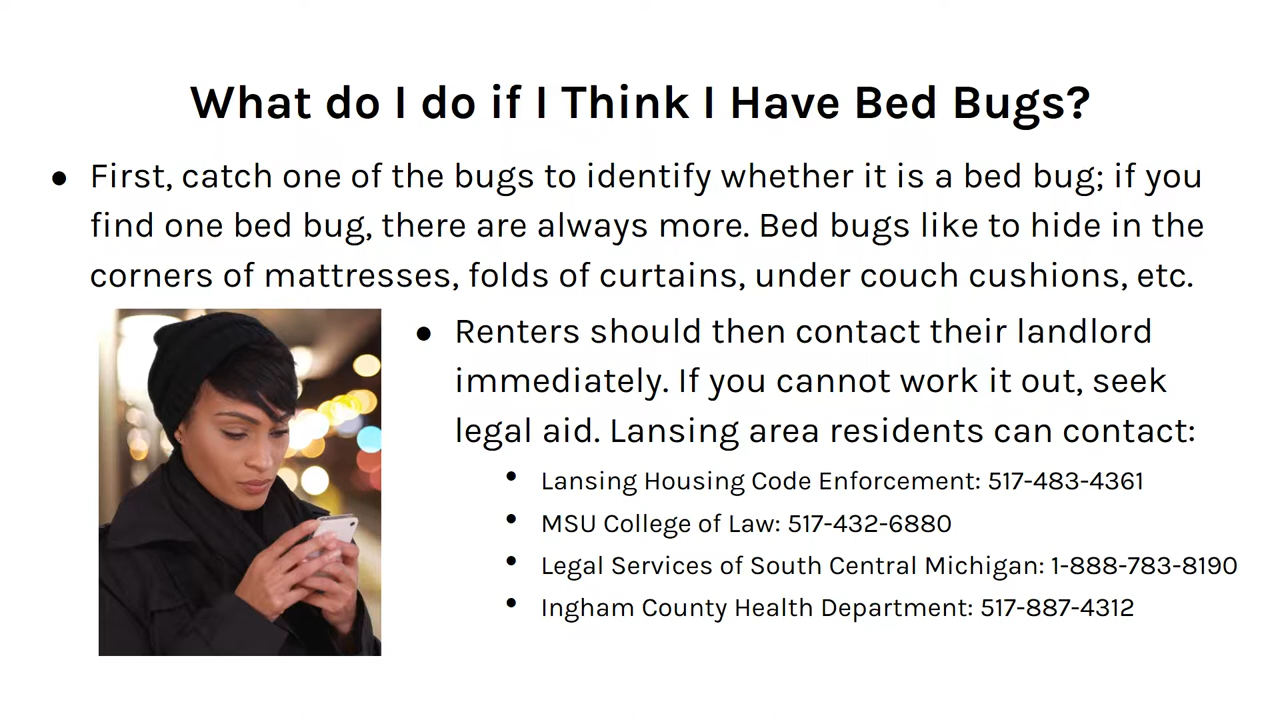 What do I do if I Think I Have Bed Bugs?
● First, catch one of the bugs to identify whether it is a bed bug; if you
find one bed bug, there are always more. Bed bugs like to hide in the
corners of mattresses, folds of curtains, under couch cushions, etc.
● Renters should then contact their landlord
immediately. If you cannot work it out, seek
legal aid. Lansing area residents can contact:
• Lansing Housing Code Enforcement: 517-483-4361
• MSU College of Law: 517-432-6880
• Legal Services of South Central Michigan: 1-888-783-8190
• Ingham County Health Department: 517-887-4312